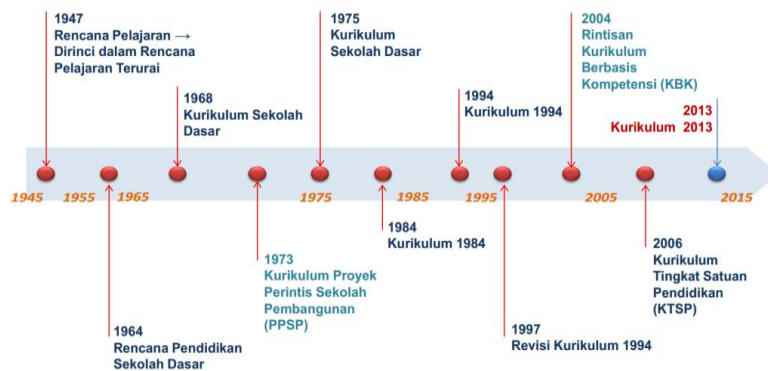 1947
Rencana Pelajaran →
Dirinci dalam Rencana
Pelajaran Terurai
1975
Kurikulum
Sekolah Dasar
2004
Rintisan
Kurikulum
Berbasis
Kompetensi (KBK)
1968
Kurikulum Sekolah
Dasar
1994
Kurikulum 1994
2013
Kurikulum 2013
1945
1955
1965
1975
1985
1995
2005
2015
1964
Rencana Pendidikan
Sekolah Dasar
1973
Kurikulum Proyek
Perintis Sekolah
Pembangunan
(PPSP)
1984
Kurikulum 1984
1997
Revisi Kurikulum 1994
2006
Kurikulum
Tingkat Satuan
Pendidikan
(KTSP)